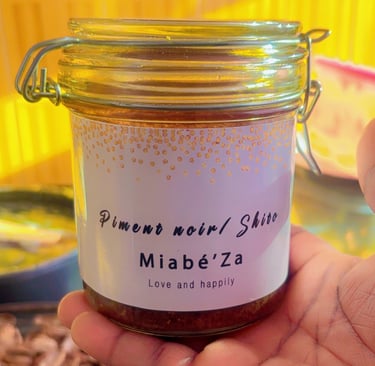 Piment noir/ Shito
Miabé'Za
Love and happily